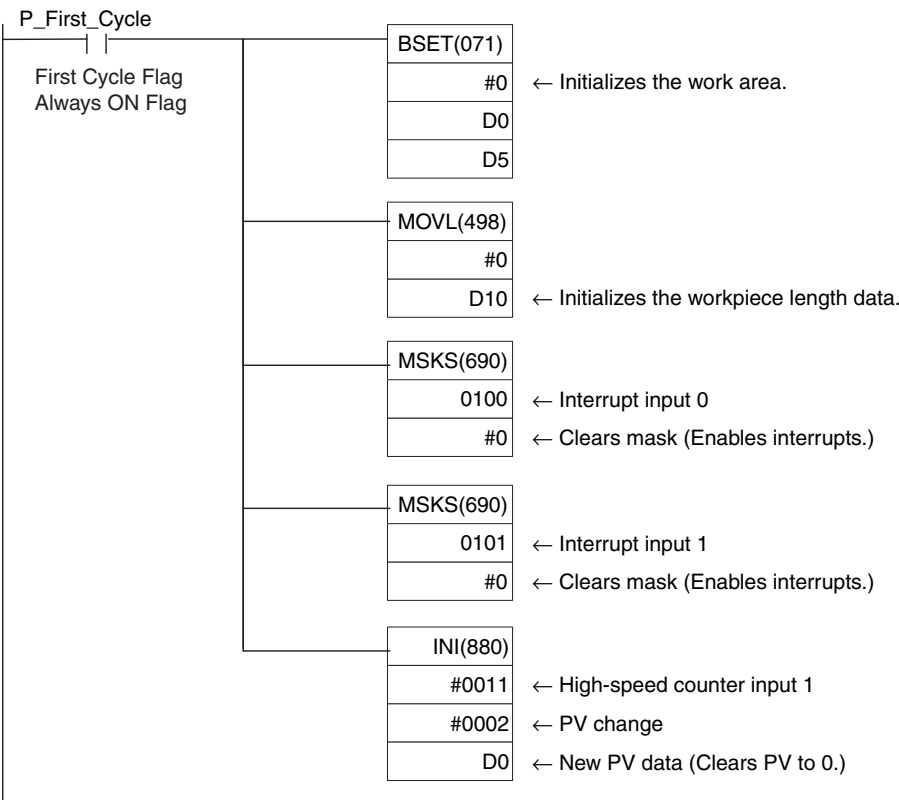 P_First_Cycle
First Cycle Flag
Always ON Flag
BSET(071)
#0 ← Initializes the work area.
D0
D5
MOVL(498)
#0
D10 ← Initializes the workpiece length data.
MSKS(690)
0100 ← Interrupt input 0
#0 ← Clears mask (Enables interrupts.)
MSKS(690)
0101 ← Interrupt input 1
#0 ← Clears mask (Enables interrupts.)
INI(880)
#0011 ← High-speed counter input 1
#0002 ← PV change
D0 ← New PV data (Clears PV to 0.)